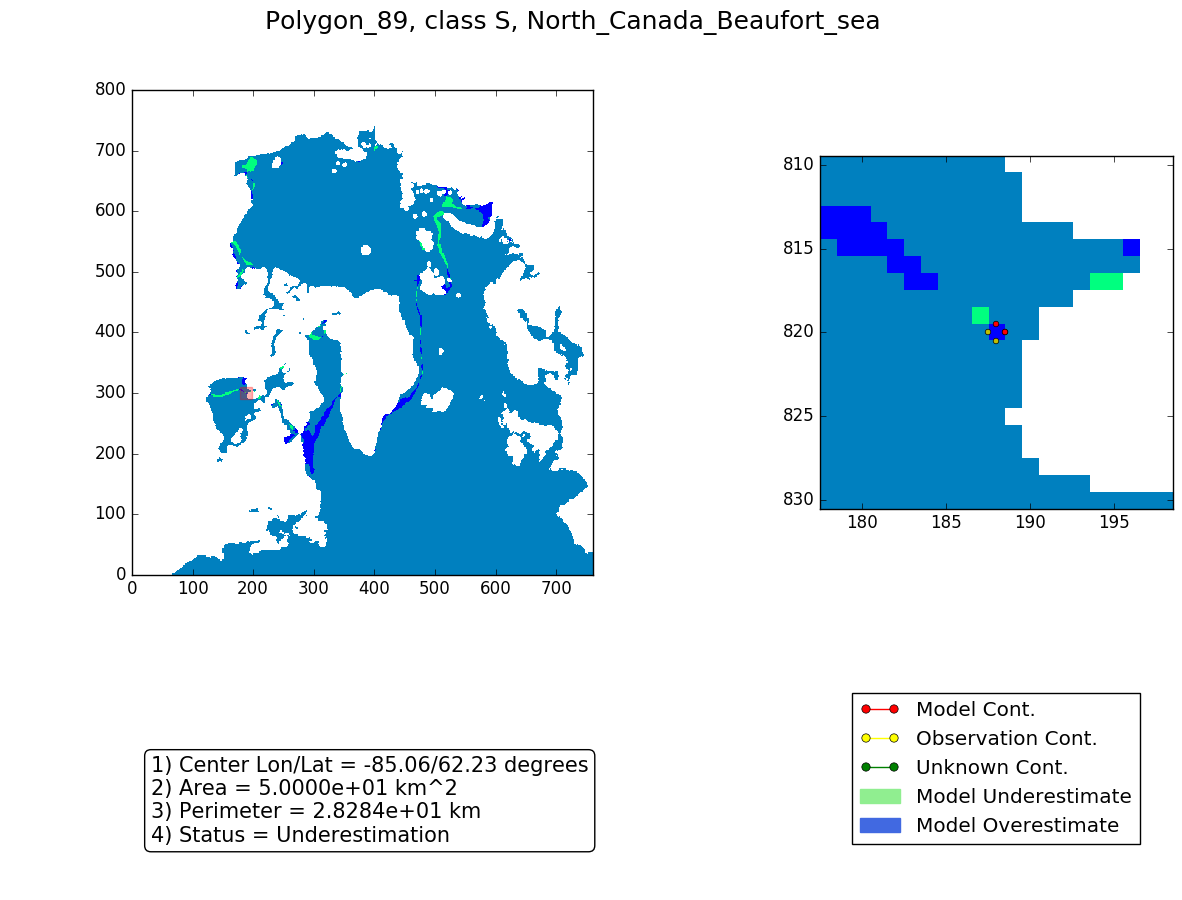 Polygon_89, class S, North_Canada_Beaufort_sea
800
700
600
500
400
300
200
100
0
0 100 200 300 400 500 600 700
810
815
820
825
830
180 185 190 195
1) Center Lon/Lat = -85.06/62.23 degrees
2) Area = 5.0000e+01 km^2
3) Perimeter = 2.8284e+01 km
4) Status = Underestimation
Model Cont.
Observation Cont.
Unknown Cont.
Model Underestimate
Model Overestimate